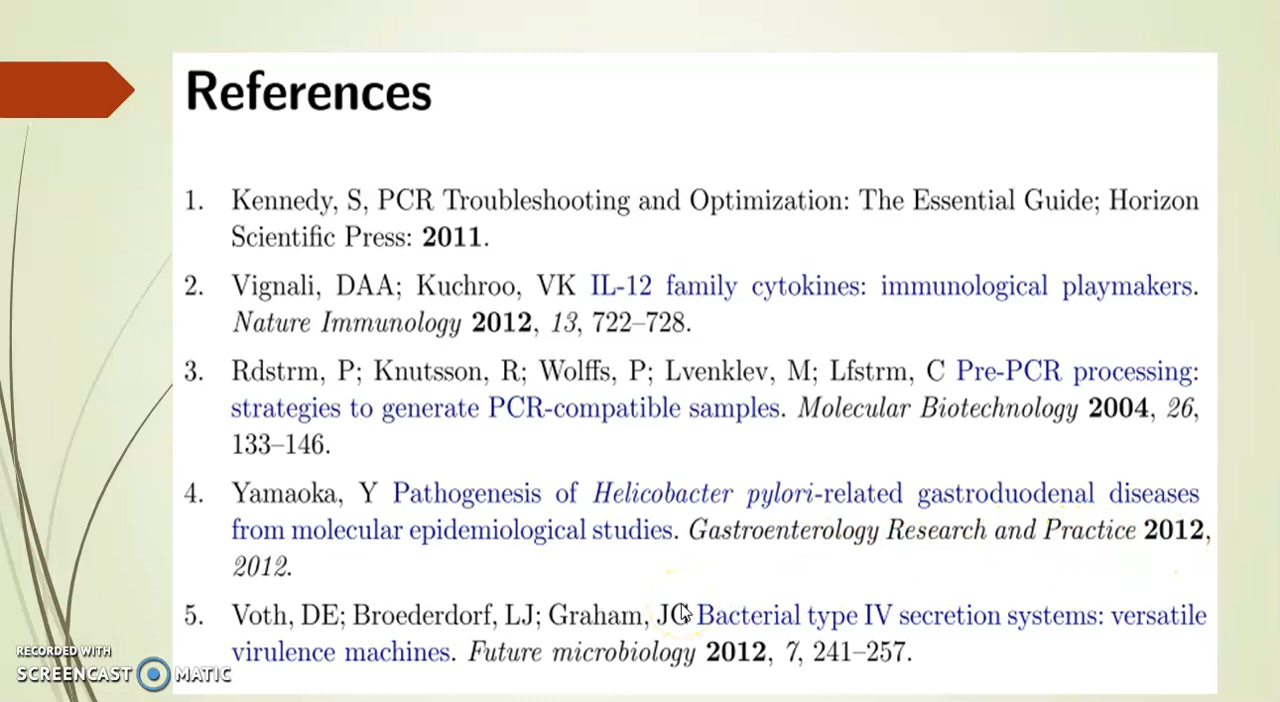 References
1. Kennedy, S, PCR Troubleshooting and Optimization: The Essential Guide; Horizon
Scientific Press: 2011.
2. Vignali, DAA; Kuchroo, VK IL-12 family cytokines: immunological playmakers.
Nature Immunology 2012, 13, 722–728.
3. Rdstrm, P; Knutsson, R; Wolffs, P; Lvenklev, M; Lfstrm, C Pre-PCR processing:
strategies to generate PCR-compatible samples. Molecular Biotechnology 2004, 26,
133–146.
4. Yamaoka, Y Pathogenesis of Helicobacter pylori-related gastroduodenal diseases
from molecular epidemiological studies. Gastroenterology Research and Practice 2012,
2012.
5. Voth, DE; Broederdorf, LJ; Graham, JG Bacterial type IV secretion systems: versatile
virulence machines. Future microbiology 2012, 7, 241–257.
RECORDED WITH
SCREENCAST MATIC